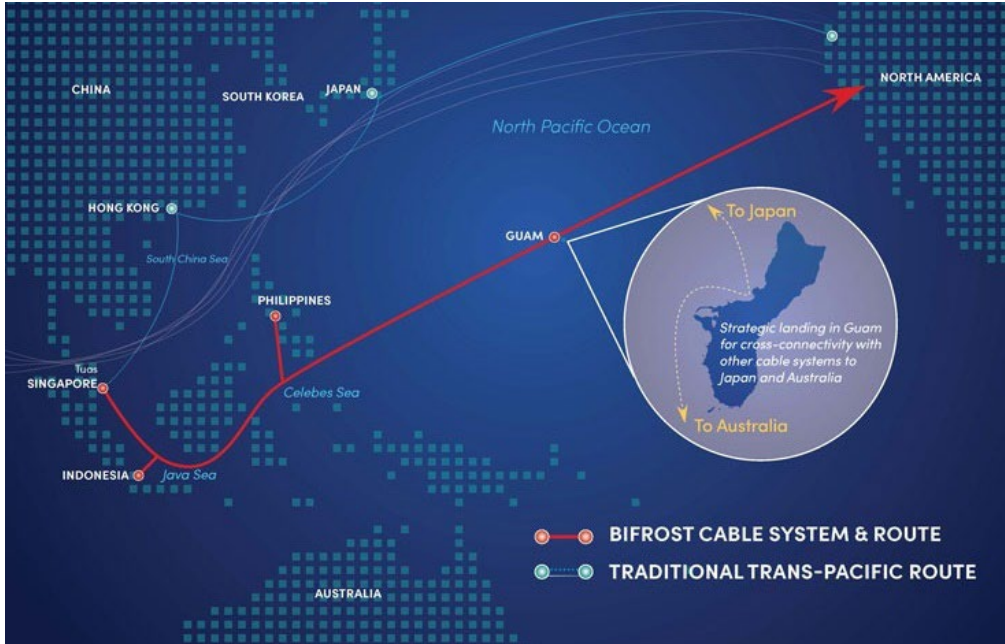 NORTH AMERICA
CHINA
JAPAN
SOUTH KOREA
North Pacific Ocean
HONG KONG
To Japan
GUAM
South China Sea
PHILIPPINES
Strategic landing in Guam
for cross-connectivity with
other cable systems to
Japan and Australia
Tuas
SINGAPORE
Celebes Sea
To Australia
INDONESIA
Java Sea
BIFROST CABLE SYSTEM & ROUTE
TRADITIONAL TRANS-PACIFIC ROUTE
AUSTRALIA